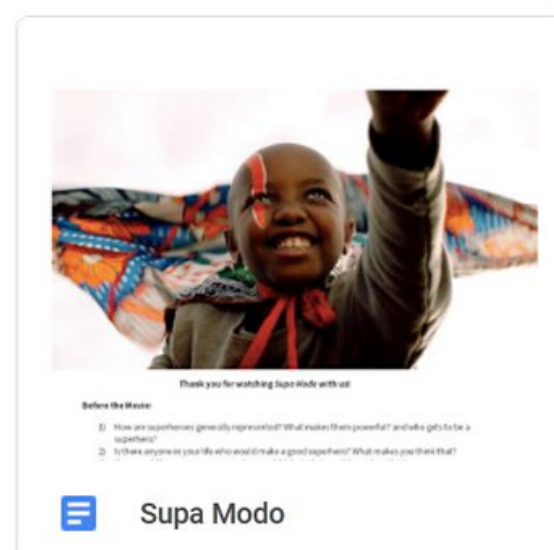 Thank you for watching Supa Modo with us!
Before the Movie:
1) How are superheroes generally represented? What makes them powerful? and who gets to be a
superhero?
2) Is there anyone in your life who would make a good superhero? What makes you think that?
Supa Modo